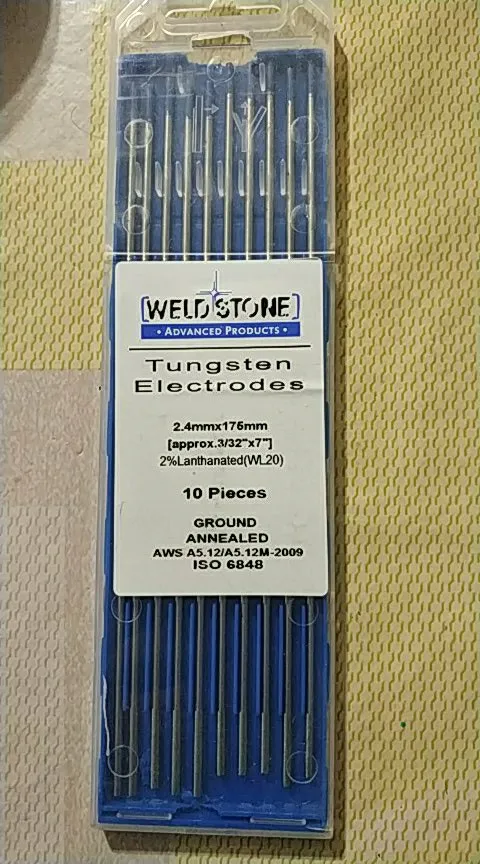 [WELDSTONE]
• ADVANCED PRODUCTS •
Tungsten
Electrodes
2.4mmx175mm
[approx.3/32"x7"]
2%Lanthanated(WL20)
10 Pieces
GROUND
ANNEALED
AWS A5.12/A5.12M-2009
ISO 6848